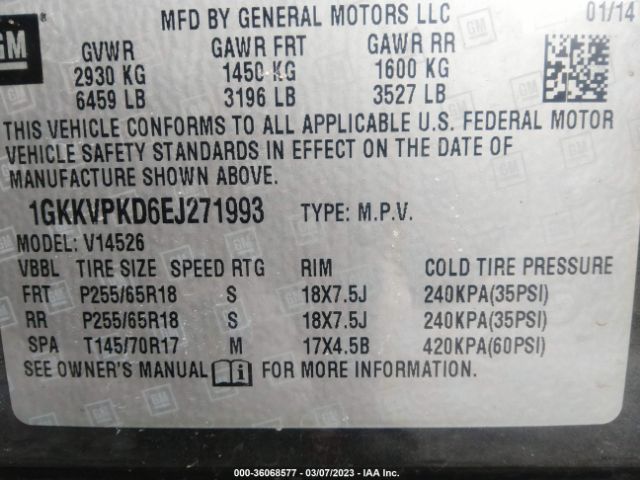 GM
MFD BY GENERAL MOTORS LLC 01/14
GVWR GAWR FRT GAWR RR
2930 KG 1450 KG 1600 KG
6459 LB 3196 LB 3527 LB
THIS VEHICLE CONFORMS TO ALL APPLICABLE U.S. FEDERAL MOTOR
VEHICLE SAFETY STANDARDS IN EFFECT ON THE DATE OF
MANUFACTURE SHOWN ABOVE.
1GKKVPKD6EJ271993 TYPE: M.P.V.
MODEL: V14526
VBBL TIRE SIZE SPEED RTG RIM COLD TIRE PRESSURE
FRT P255/65R18 S 18X7.5J 240KPA(35PSI)
RR P255/65R18 S 18X7.5J 240KPA(35PSI)
SPA T145/70R17 M 17X4.5B 420KPA(60PSI)
SEE OWNER'S MANUAL FOR MORE INFORMATION.
000-36068577 - 03/07/2023 - IAA Inc.